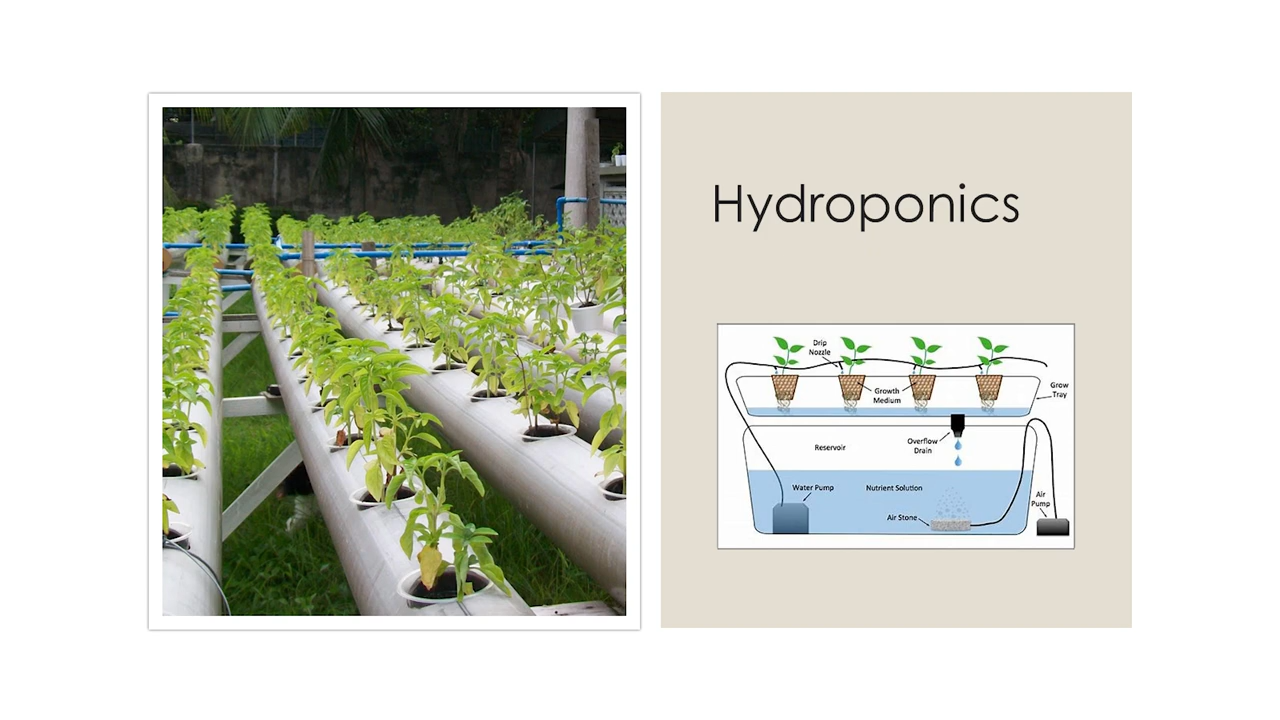 Hydroponics
Drip
Nozzle
Growth
Medium
Grow
Tray
Overflow
Drain
Reservoir
Water Pump
Nutrient Solution
Air Stone
Air
Pump